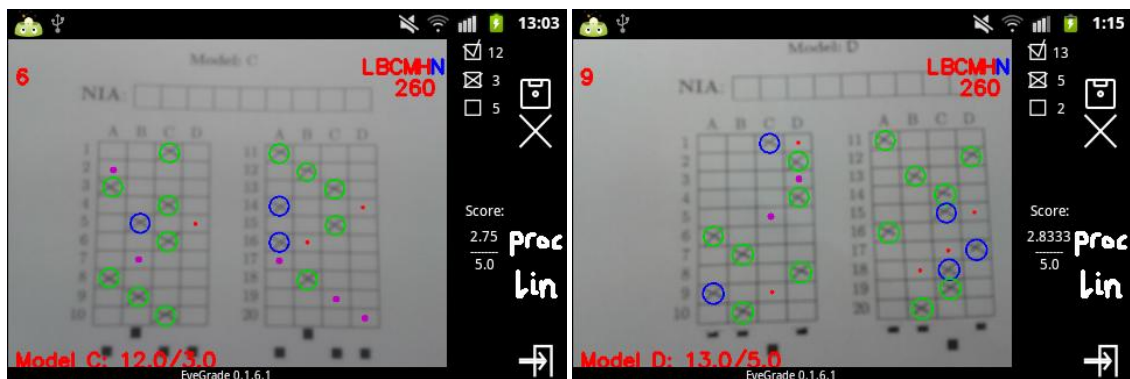 13:03
6
LBCMHN
260
Model: C
NIA:
A B C D
A B C D
1
2
3
4
5
6
7
8
9
10
11
12
13
14
15
16
17
18
19
20
Model C: 12.0/3.0
EyeGrade 0.1.6.1
12
3
5
Score:
2.75
5.0
Proc
Lin
1:15
9
LBCMHN
260
Model: D
NIA:
A B C D
A B C D
1
2
3
4
5
6
7
8
9
10
11
12
13
14
15
16
17
18
19
20
Model D: 13.0/5.0
EyeGrade 0.1.6.1
13
5
2
Score:
2.8333
5.0
Proc
Lin